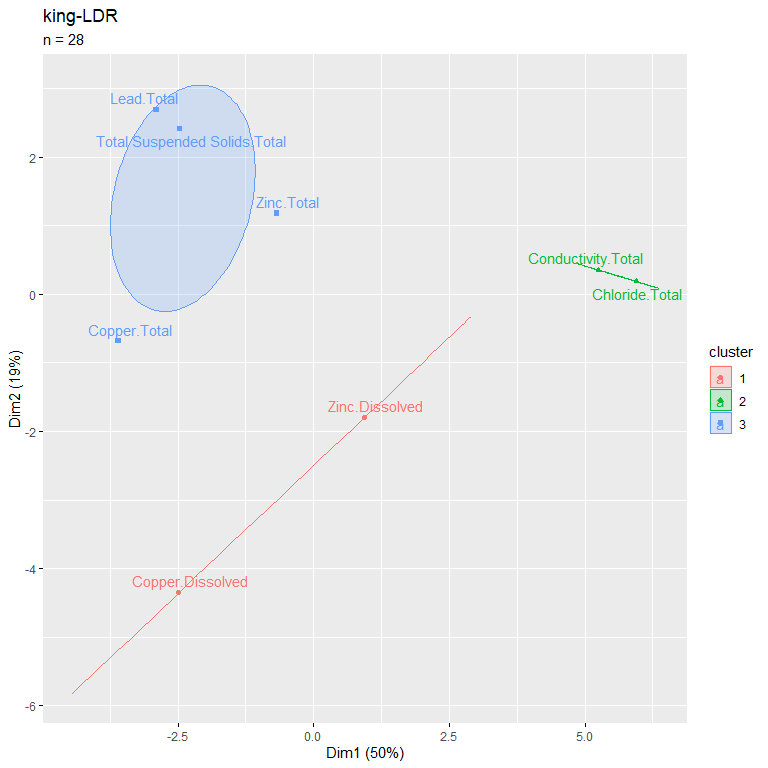 king-LDR
n = 28
Lead.Total
Total Suspended Solids.Total
Zinc.Total
Conductivity.Total
Chloride.Total
Copper.Total
Zinc.Dissolved
Copper.Dissolved
2
0
-2
-4
-6
Dim2 (19%)
-2.5
0.0
2.5
5.0
Dim1 (50%)
cluster
a 1
a 2
a 3